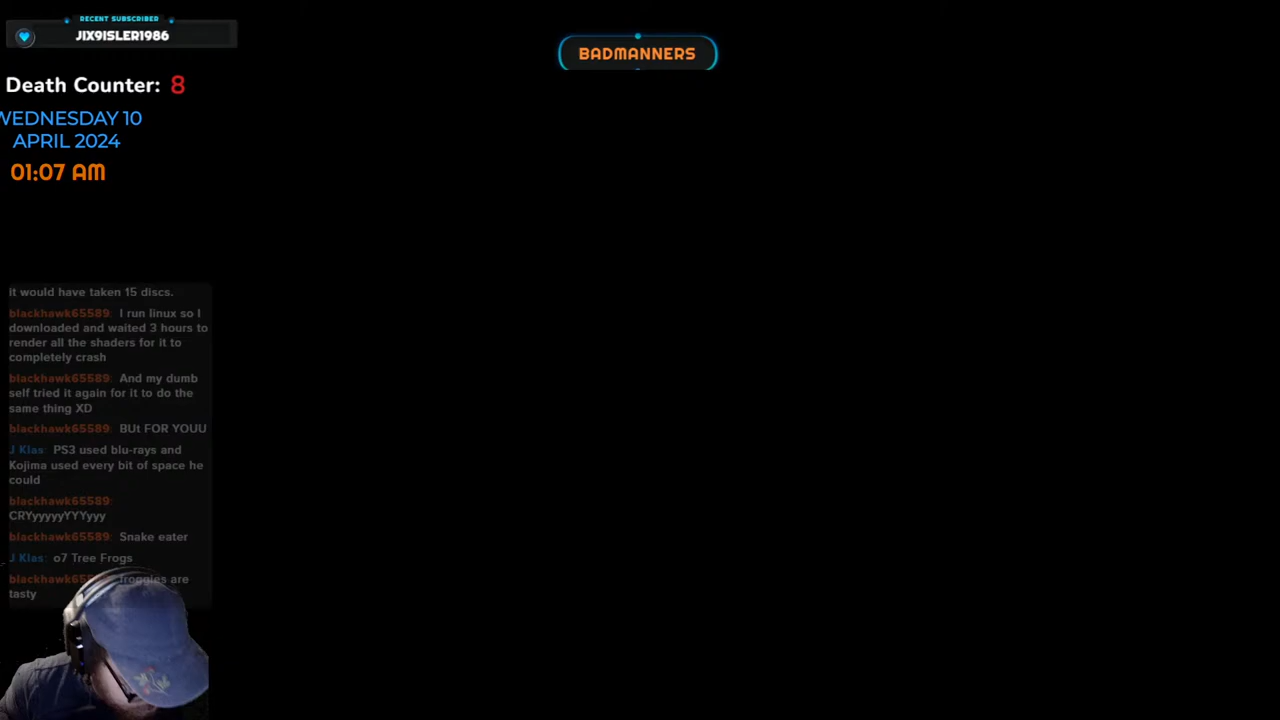 RECENT SUBSCRIBER
JIX9ISLER1986
BADMANNERS
Death Counter: 8
WEDNESDAY 10
APRIL 2024
01:07 AM
it would have taken 15 discs.
blackhawk65589: I run linux so I
downloaded and waited 3 hours to
render all the shaders for it to
completely crash
blackhawk65589: And my dumb
self tried it again for it to do the
same thing XD
blackhawk65589: BUt FOR YOUU
J Klas: PS3 used blu-rays and
Kojima used every bit of space he
could
blackhawk65589:
CRYyyyyyYYYyyy
blackhawk65589: Snake eater
J Klas: o7 Tree Frogs
froggies are
tasty